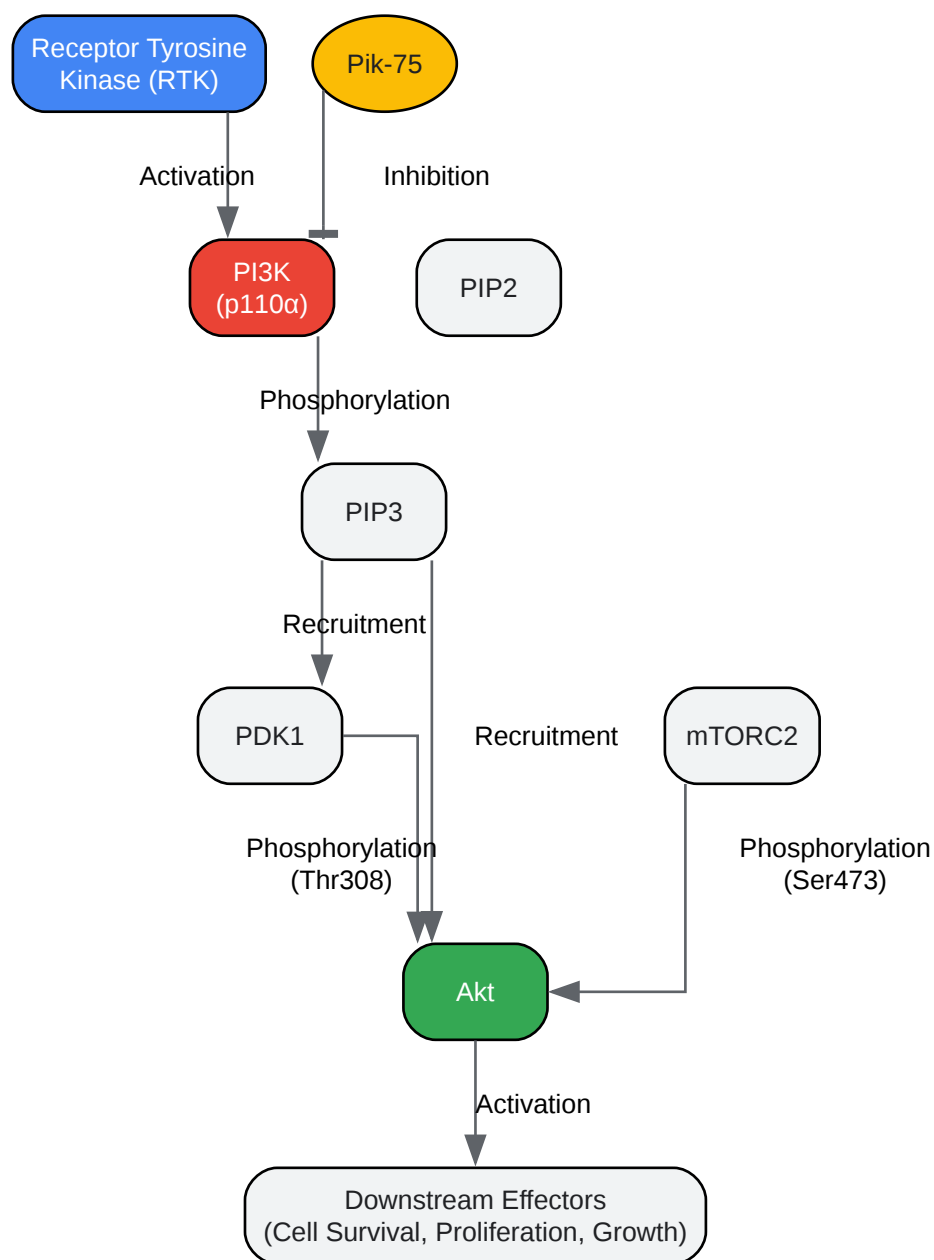 Receptor Tyrosine
Kinase (RTK)
Pik-75
Activation
Inhibition
PI3K
(p110α)
PIP2
Phosphorylation
PIP3
Recruitment
PDK1
Recruitment
mTORC2
Phosphorylation
(Thr308)
Phosphorylation
(Ser473)
Akt
Activation
Downstream Effectors
(Cell Survival, Proliferation, Growth)